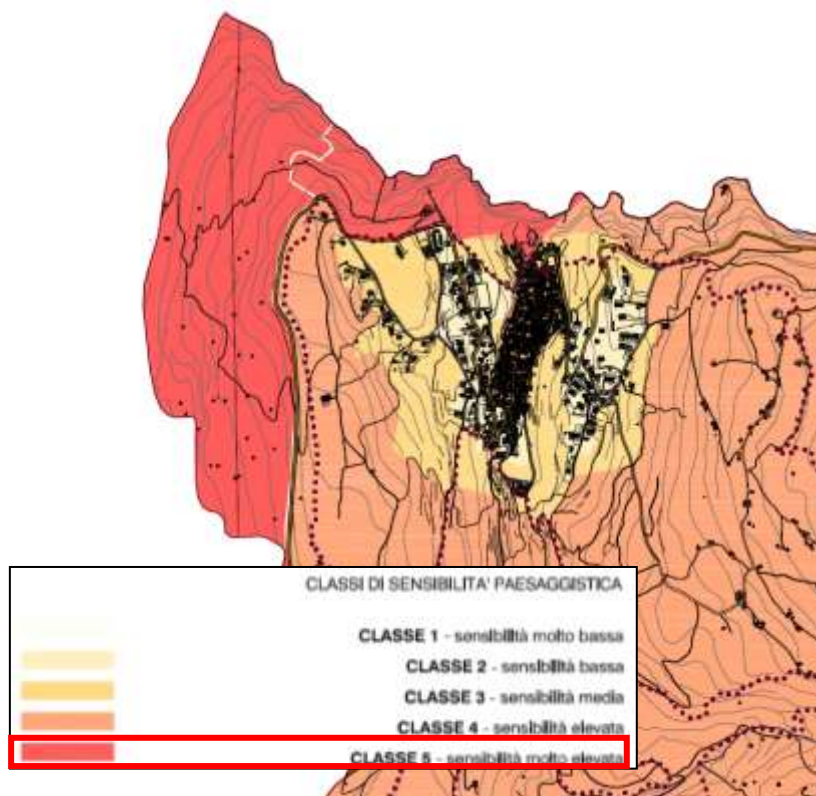 CLASSI DI SENSIBILITA' PAESAGGISTICA
CLASSE 1 - sensibilità molto bassa
CLASSE 2 - sensibilità bassa
CLASSE 3 - sensibilità media
CLASSE 4 - sensibilità elevata
CLASSE 5 - sensibilità molto elevata